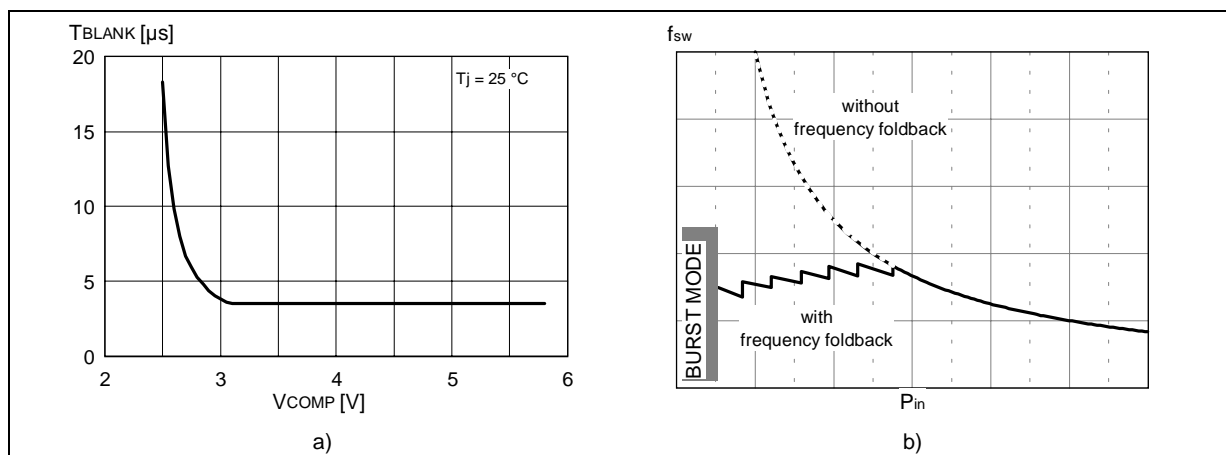 TBLANK [µs]
20
15
10
5
0
Tj = 25 °C
2
3
4
5
6
VCOMP [V]
a)
fsw
without
frequency foldback
BURST MODE
with
frequency foldback
Pin
b)